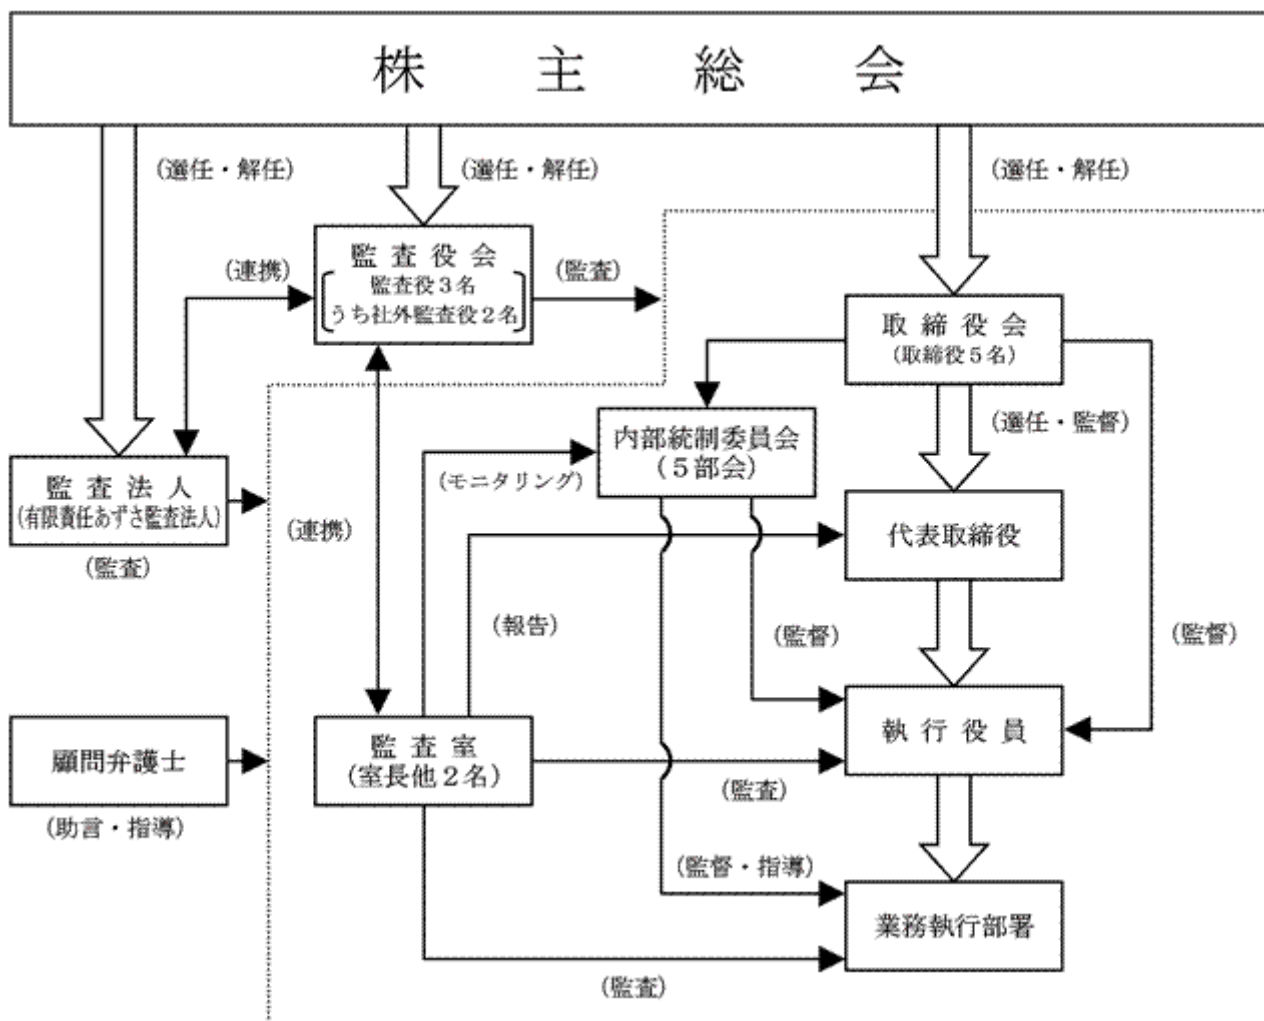 株主総会
(選任・解任)
(選任・解任)
(選任・解任)
監査役会
監査役3名
うち社外監査役2名
(連携)
(監査)
取締役会
(取締役5名)
内部統制委員会
(5部会)
(選任・監督)
(モニタリング)
監査法人
(有限責任あずさ監査法人)
(監査)
(連携)
代表取締役
(報告)
(監督)
(監督)
顧問弁護士
(助言・指導)
監査室
(室長他2名)
執行役員
(監査)
(監督・指導)
業務執行部署
(監査)